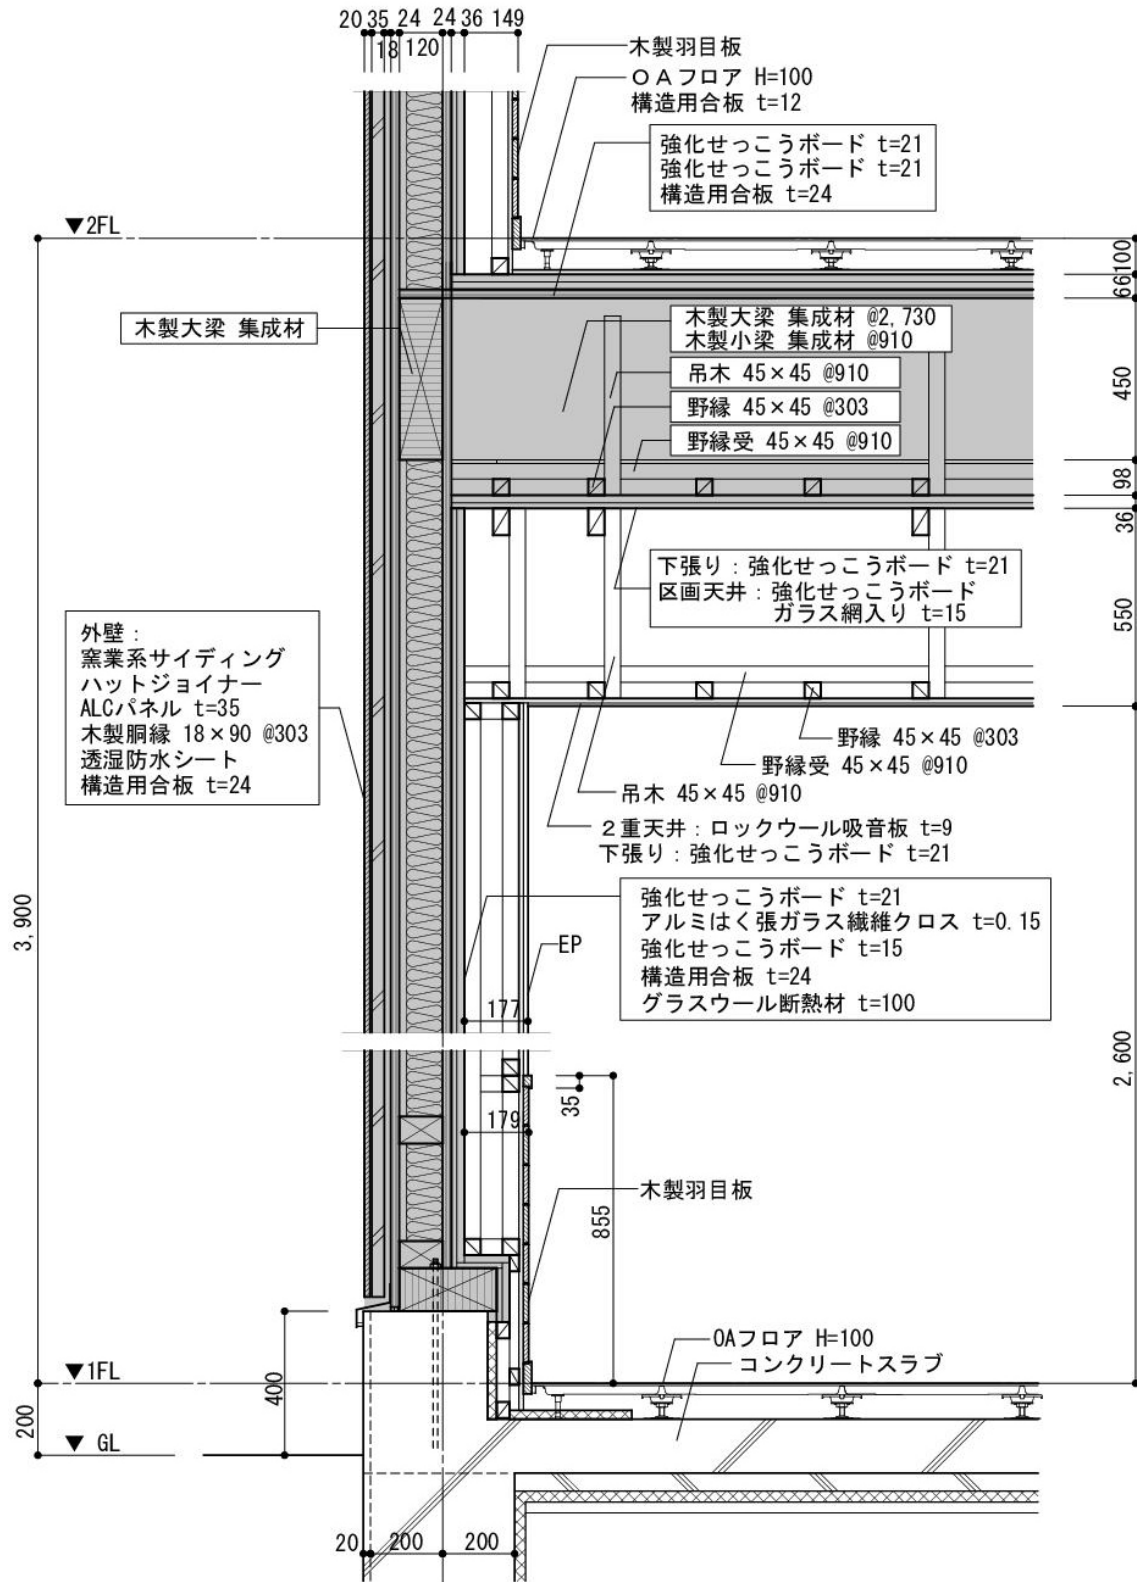 20 35 24 24 36 149
18 120
木製羽目板
OAフロア H=100
構造用合板 t=12
強化せっこうボード t=21
強化せっこうボード t=21
構造用合板 t=24
▼2FL
100
66
木製大梁 集成材
木製大梁 集成材 @2,730
木製小梁 集成材 @910
吊木 45×45 @910
野縁 45×45 @303
野縁受 45×45 @910
450
98
36
下張り：強化せっこうボード t=21
区画天井：強化せっこうボード
ガラス網入り t=15
550
外壁：
窯業系サイディング
ハットジョイナー
ALCパネル t=35
木製胴縁 18×90 @303
透湿防水シート
構造用合板 t=24
野縁 45×45 @303
野縁受 45×45 @910
吊木 45×45 @910
2重天井：ロックウール吸音板 t=9
下張り：強化せっこうボード t=21
3,900
強化せっこうボード t=21
アルミはく張ガラス繊維クロス t=0.15
強化せっこうボード t=15
構造用合板 t=24
グラスウール断熱材 t=100
EP
177
2,600
35
179
木製羽目板
855
OAフロア H=100
コンクリートスラブ
▼1FL
400
200
▼ GL
20 200 200